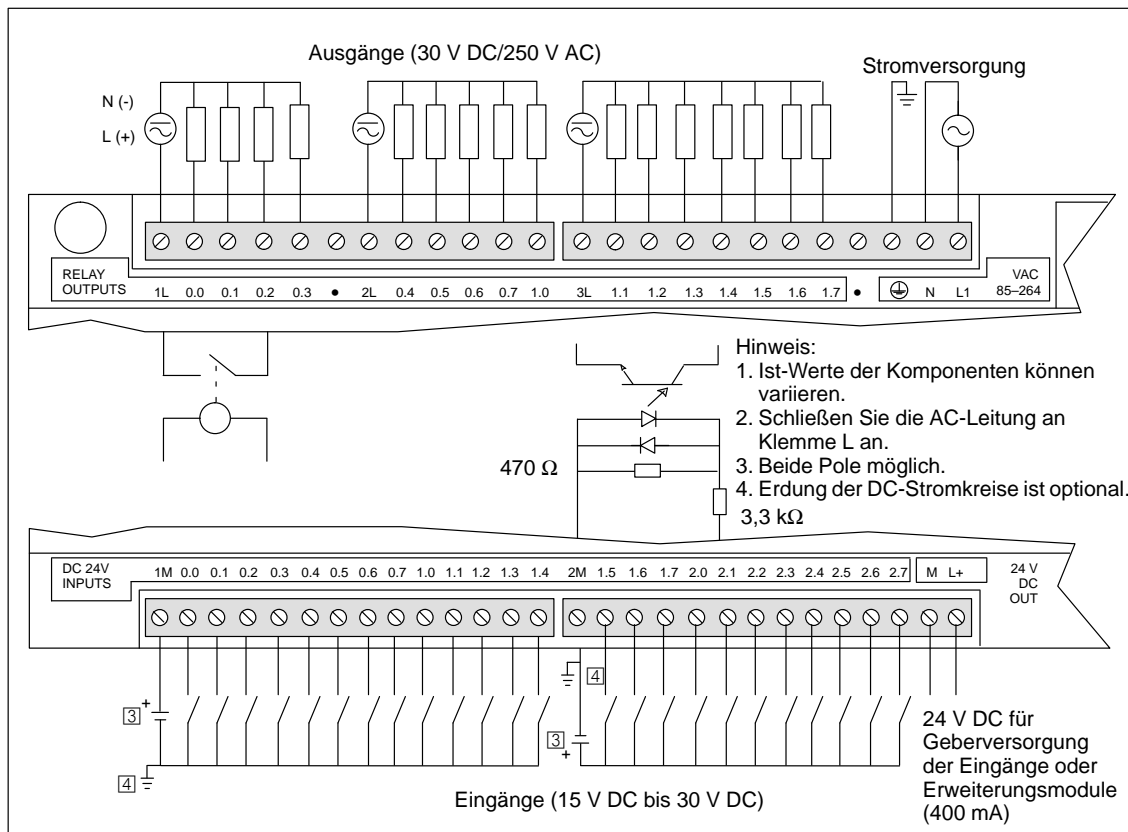 Ausgänge (30 V DC/250 V AC)
Stromversorgung
N (-)
L (+)
RELAY
OUTPUTS
1L 0.0 0.1 0.2 0.3 • 2L 0.4 0.5 0.6 0.7 1.0 3L 1.1 1.2 1.3 1.4 1.5 1.6 1.7 • N L1
VAC
85–264
Hinweis:
1. Ist-Werte der Komponenten können
variieren.
2. Schließen Sie die AC-Leitung an
Klemme L an.
3. Beide Pole möglich.
4. Erdung der DC-Stromkreise ist optional.
470 Ω
3,3 kΩ
DC 24V
INPUTS
1M 0.0 0.1 0.2 0.3 0.4 0.5 0.6 0.7 1.0 1.1 1.2 1.3 1.4 2M 1.5 1.6 1.7 2.0 2.1 2.2 2.3 2.4 2.5 2.6 2.7 M L+
24 V
DC
OUT
4
3 +
3
+
4
24 V DC für
Geberversorgung
der Eingänge oder
Erweiterungsmodule
(400 mA)
Eingänge (15 V DC bis 30 V DC)